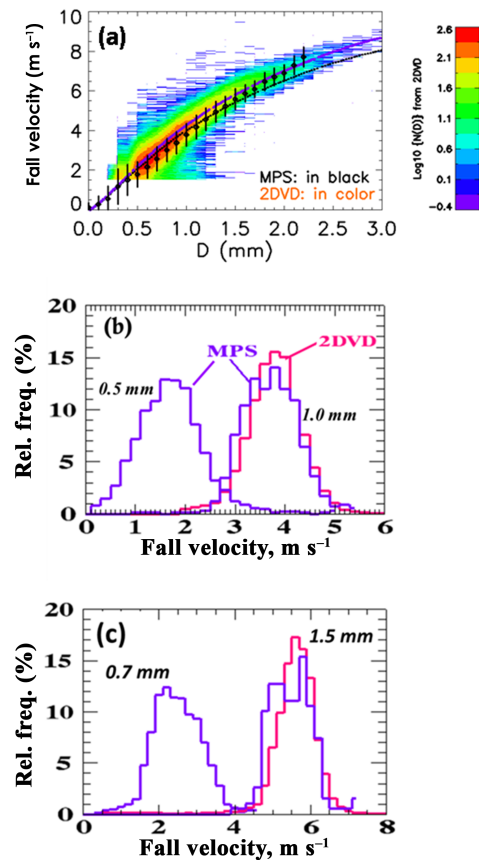 (a)
Fall velocity (m s⁻¹)
10
8
6
4
2
0
MPS: in black
2DVD: in color
0.0 0.5 1.0 1.5 2.0 2.5 3.0
D (mm)
Log10 {N(D)} from 2DVD
2.6
1.6
1.1
0.6
0.1
−0.4
(b)
Rel. freq. (%)
20
15
10
5
0
MPS
2DVD
0.5 mm
1.0 mm
0 1 2 3 4 5 6
Fall velocity, m s⁻¹
(c)
Rel. freq. (%)
20
15
10
5
0
1.5 mm
0.7 mm
0 2 4 6 8
Fall velocity, m s⁻¹